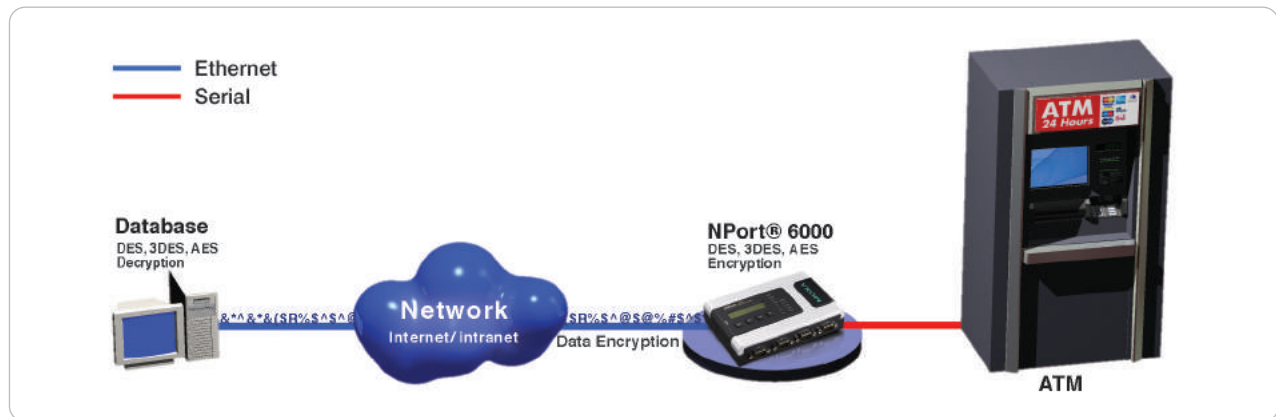 Ethernet
Serial
ATM
24 Hours
Database
DES, 3DES, AES
Decryption
&*^&*&($R%$^$^@
Network
Internet/intranet
$R%$^@$@%#$^$
Data Encryption
NPort® 6000
DES, 3DES, AES
Encryption
MOXA
ATM